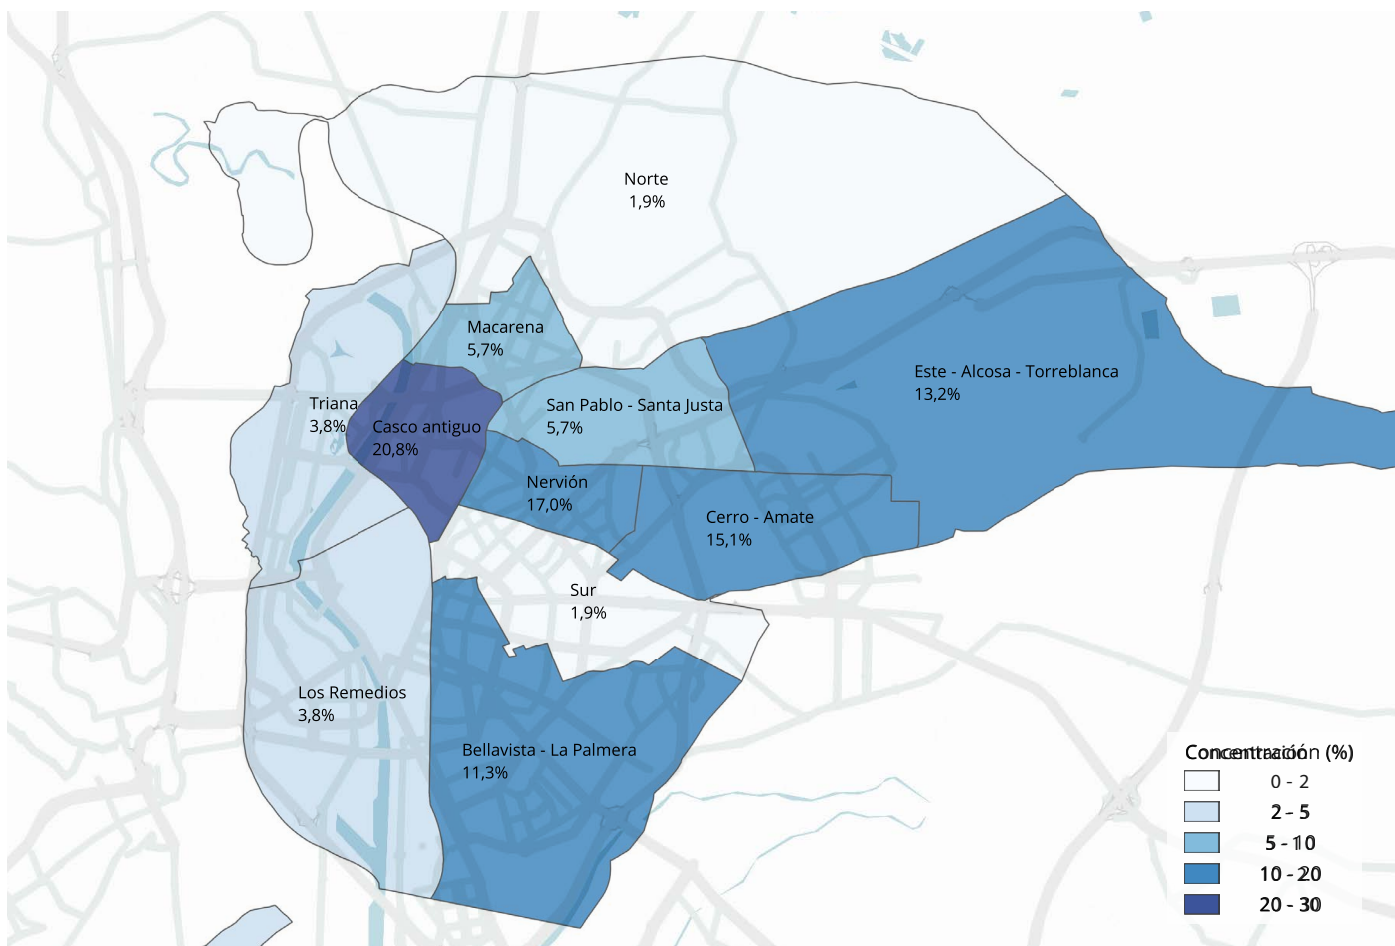 Norte
1,9%
Macarena
5,7%
Este - Alcosa - Torreblanca
13,2%
Triana
3,8%
San Pablo - Santa Justa
5,7%
Casco antiguo
20,8%
Nervión
17,0%
Cerro - Amate
15,1%
Sur
1,9%
Los Remedios
3,8%
Bellavista - La Palmera
11,3%
Concentración (%)
0 - 2
2 - 5
5 - 10
10 - 20
20 - 30